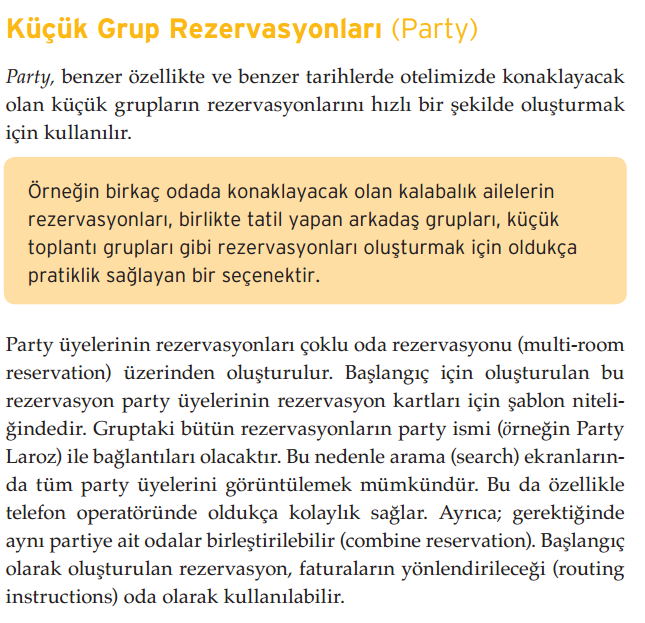 Küçük Grup Rezervasyonları (Party)
Party, benzer özellikte ve benzer tarihlerde otelimizde konaklayacak
olan küçük grupların rezervasyonlarını hızlı bir şekilde oluşturmak
için kullanılır.
Örneğin birkaç odada konaklayacak olan kalabalık ailelerin
rezervasyonları, birlikte tatil yapan arkadaş grupları, küçük
toplantı grupları gibi rezervasyonları oluşturmak için oldukça
pratiklik sağlayan bir seçenektir.
Party üyelerinin rezervasyonları çoklu oda rezervasyonu (multi-room
reservation) üzerinden oluşturulur. Başlangıç için oluşturulan bu
rezervasyon party üyelerinin rezervasyon kartları için şablon niteli-
ğindedir. Gruptaki bütün rezervasyonların party ismi (örneğin Party
Laroz) ile bağlantıları olacaktır. Bu nedenle arama (search) ekranların-
da tüm party üyelerini görüntülemek mümkündür. Bu da özellikle
telefon operatöründe oldukça kolaylık sağlar. Ayrıca; gerektiğinde
aynı partiye ait odalar birleştirilebilir (combine reservation). Başlangıç
olarak oluşturulan rezervasyon, faturaların yönlendirileceği (routing
instructions) oda olarak kullanılabilir.